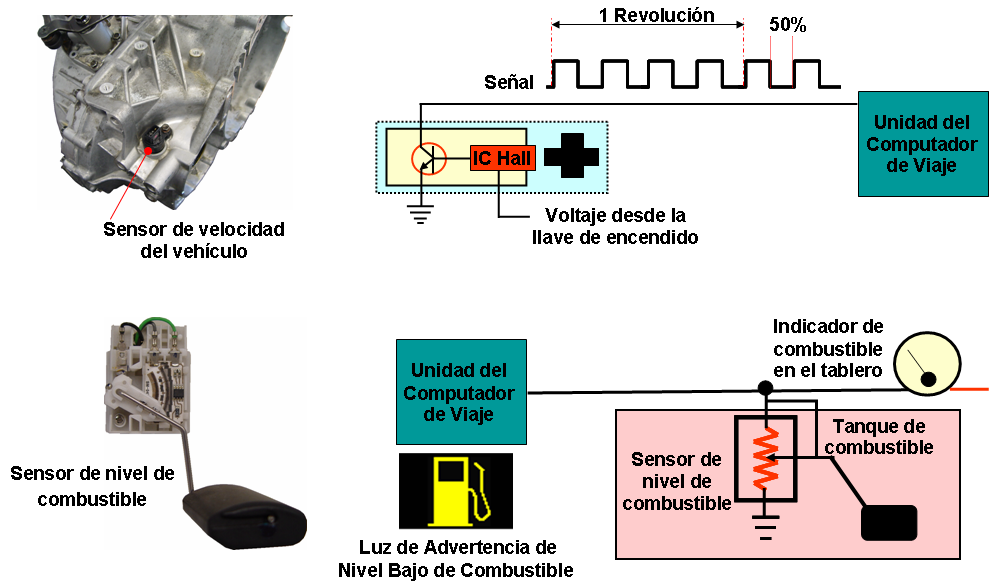 1 Revolución
50%
Señal
Unidad del
Computador
de Viaje
IC Hall
Sensor de velocidad
del vehículo
Voltaje desde la
llave de encendido
Indicador de
combustible
en el tablero
Unidad del
Computador
de Viaje
Tanque de
combustible
Sensor de
nivel de
combustible
Sensor de nivel de
combustible
Luz de Advertencia de
Nivel Bajo de Combustible